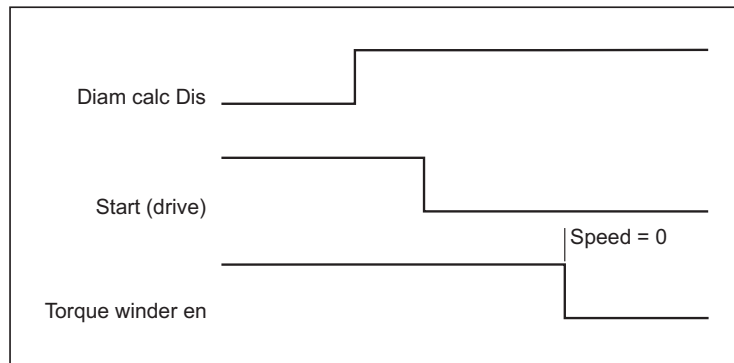 Diam calc Dis
Start (drive)
Speed = 0
Torque winder en